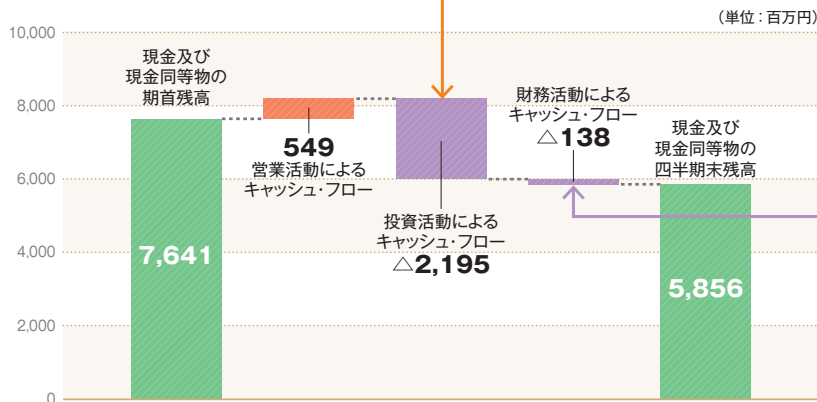 (単位：百万円)
10,000
8,000
6,000
4,000
2,000
0
現金及び
現金同等物の
期首残高
7,641
549
営業活動による
キャッシュ・フロー
投資活動による
キャッシュ・フロー
△2,195
財務活動による
キャッシュ・フロー
△138
現金及び
現金同等物の
四半期末残高
5,856